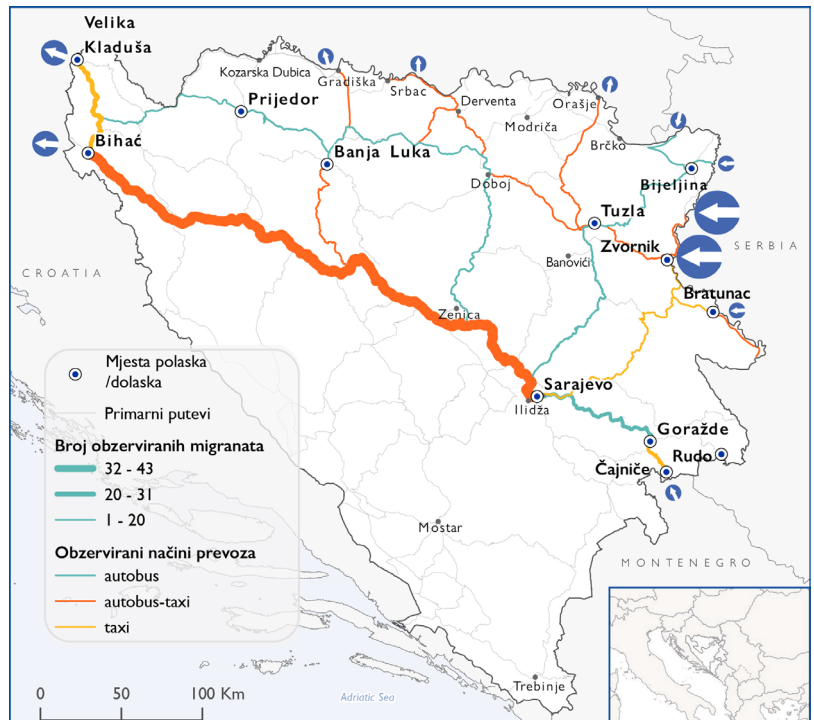 Velika
Kladuša
Kozarska Dubica
Gradiška
Srbac
Prijedor
Derventa
Orašje
Modriča
Bihać
Brčko
Banja Luka
Doboj
Bijeljina
Tuzla
Zvornik
SERBIA
Banovići
CROATIA
Bratunac
Zenica
Mjesta polaska
/dolaska
Sarajevo
Ilidža
Primarni putevi
Goražde
Broj obzerviranih migranata
Rudo
32 - 43
Čajniče
20 - 31
1 - 20
Mostar
Obzervirani načini prevoza
MONTENEGRO
autobus
autobus-taxi
taxi
Trebinje
0 50 100 Km
Adriatic Sea